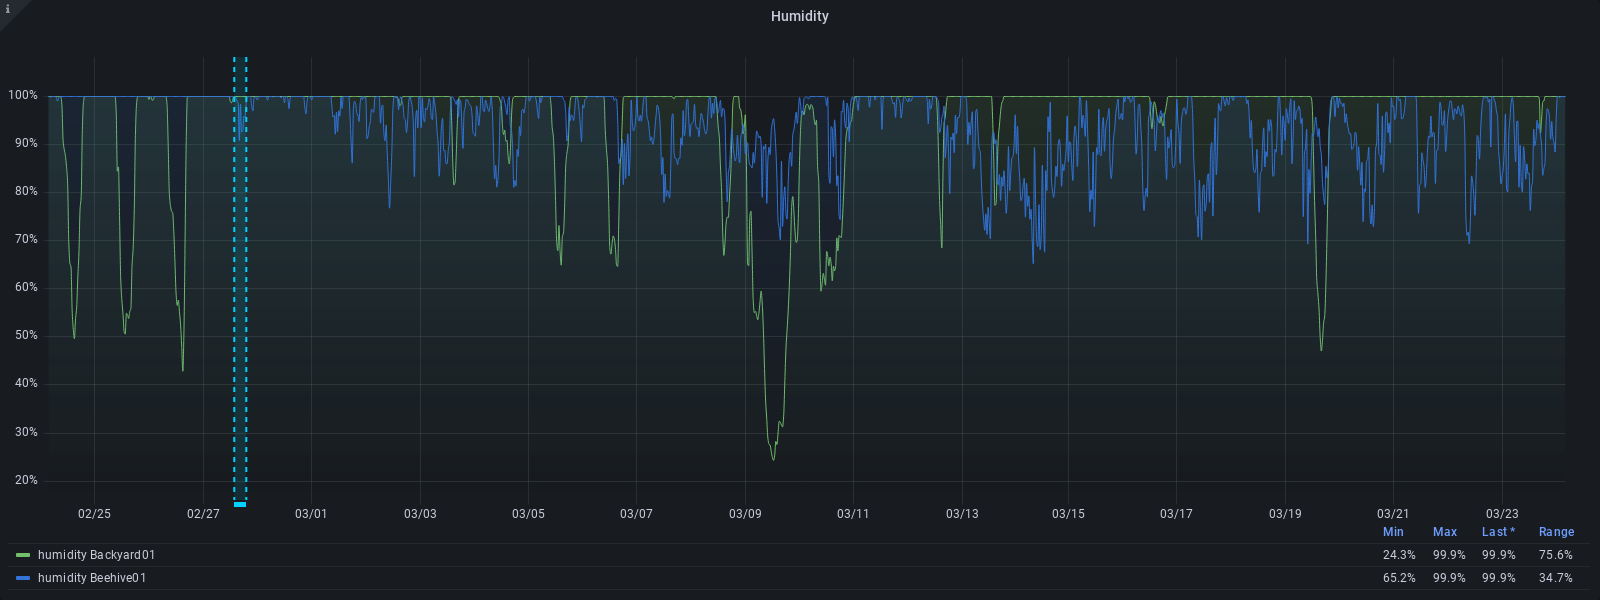 i
Humidity
100%
90%
80%
70%
60%
50%
40%
30%
20%
02/25 02/27 03/01 03/03 03/05 03/07 03/09 03/11 03/13 03/15 03/17 03/19 03/21 03/23
Min Max Last * Range
humidity Backyard01 24.3% 99.9% 99.9% 75.6%
humidity Beehive01 65.2% 99.9% 99.9% 34.7%